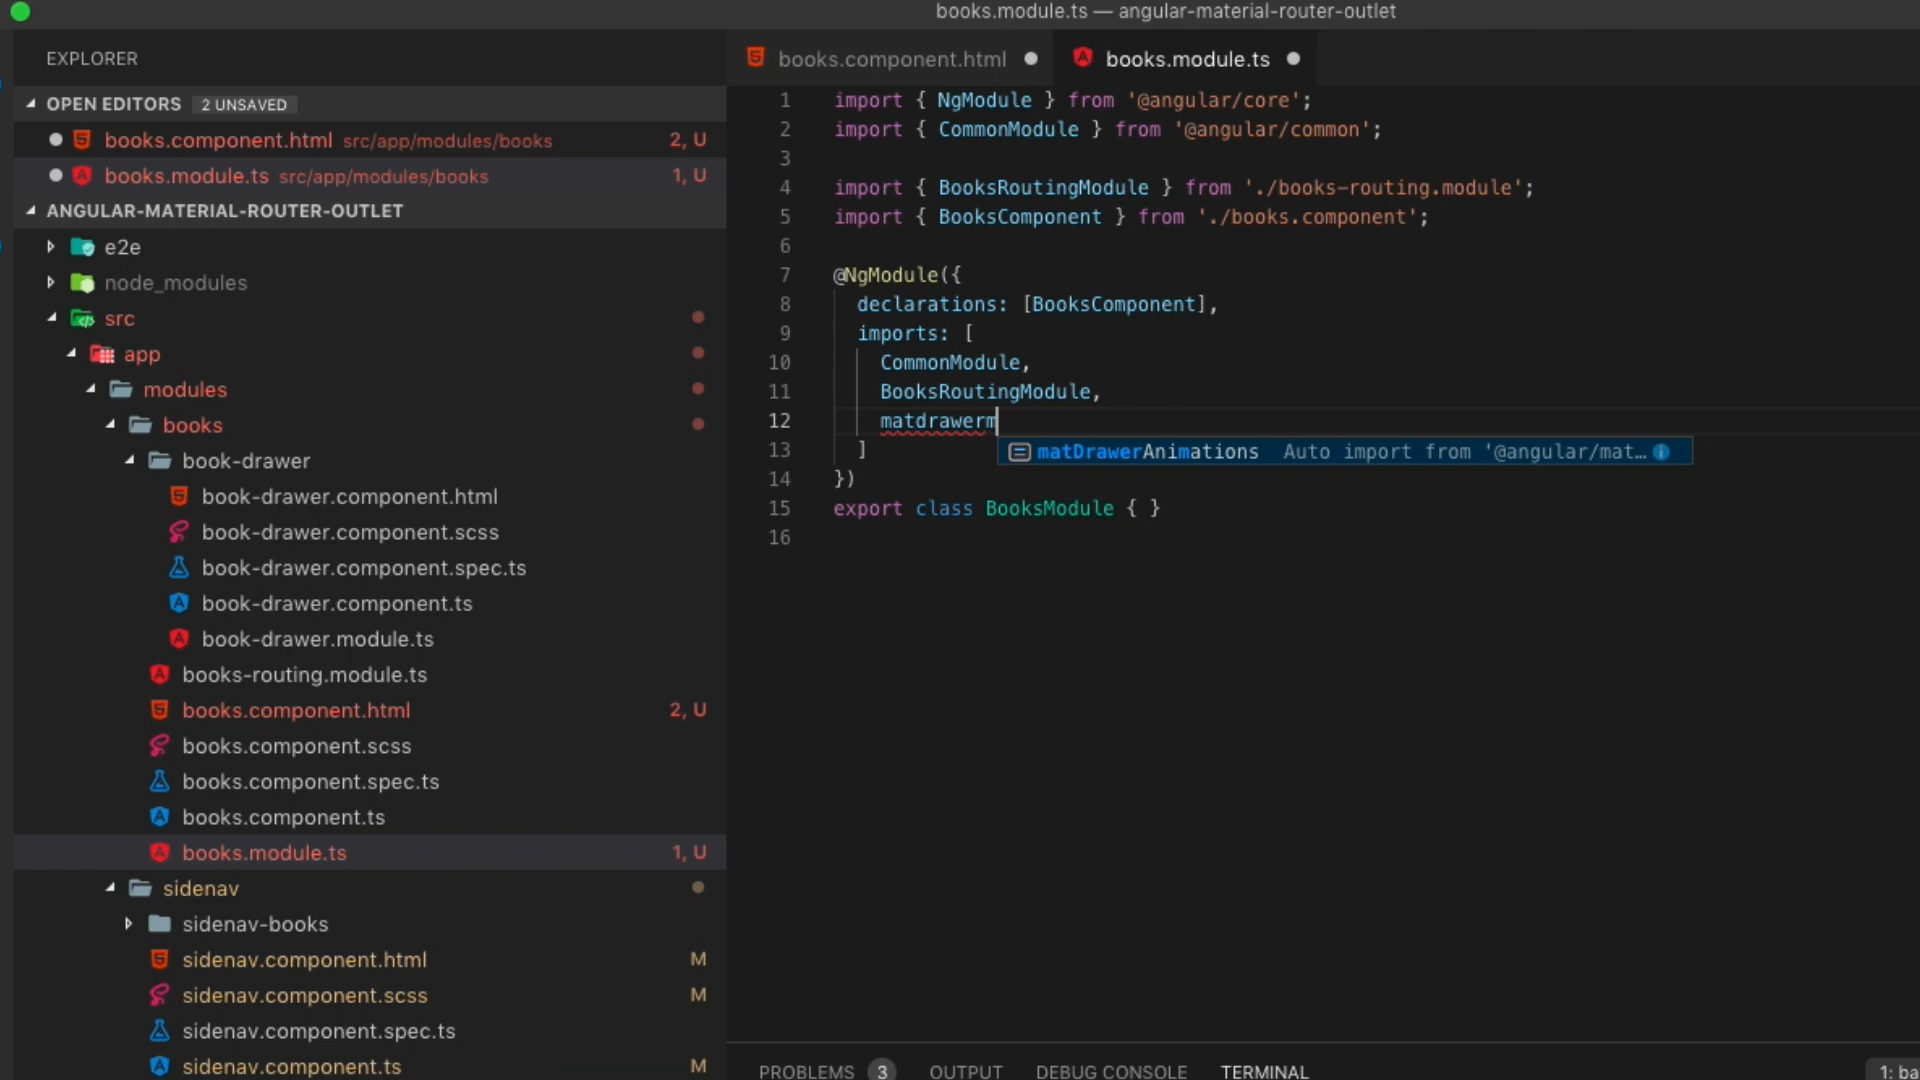 books.module.ts — angular-material-router-outlet
EXPLORER
OPEN EDITORS 2 UNSAVED
books.component.html src/app/modules/books 2, U
books.module.ts src/app/modules/books 1, U
ANGULAR-MATERIAL-ROUTER-OUTLET
e2e
node_modules
src
app
modules
books
book-drawer
book-drawer.component.html
book-drawer.component.scss
book-drawer.component.spec.ts
book-drawer.component.ts
book-drawer.module.ts
books-routing.module.ts
books.component.html 2, U
books.component.scss
books.component.spec.ts
books.component.ts
books.module.ts 1, U
sidenav
sidenav-books
sidenav.component.html M
sidenav.component.scss M
sidenav.component.spec.ts
sidenav.component.ts M
books.component.html books.module.ts
1 import { NgModule } from '@angular/core';
2 import { CommonModule } from '@angular/common';
3
4 import { BooksRoutingModule } from './books-routing.module';
5 import { BooksComponent } from './books.component';
6
7 @NgModule({
8 declarations: [BooksComponent],
9 imports: [
10 CommonModule,
11 BooksRoutingModule,
12 matdrawerm
13 ]
matDrawerAnimations Auto import from '@angular/mat…
14 })
15 export class BooksModule { }
16
PROBLEMS 3 OUTPUT DEBUG CONSOLE TERMINAL 1: ba